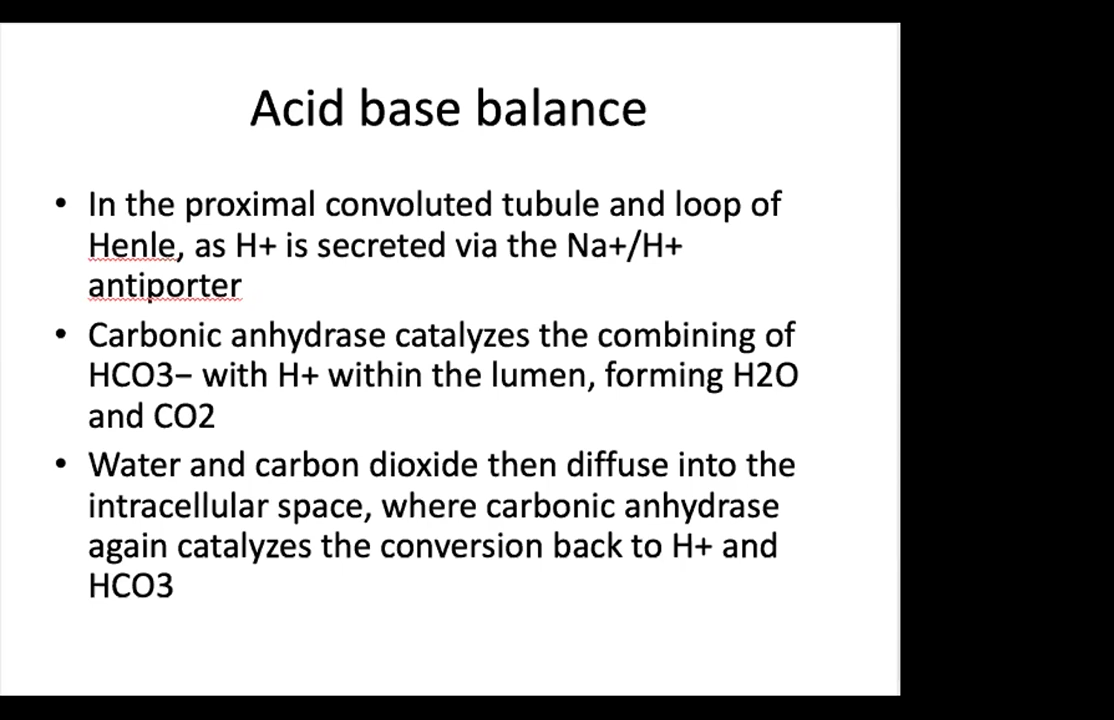 Acid base balance
• In the proximal convoluted tubule and loop of
Henle, as H+ is secreted via the Na+/H+
antiporter
• Carbonic anhydrase catalyzes the combining of
HCO3− with H+ within the lumen, forming H2O
and CO2
• Water and carbon dioxide then diffuse into the
intracellular space, where carbonic anhydrase
again catalyzes the conversion back to H+ and
HCO3